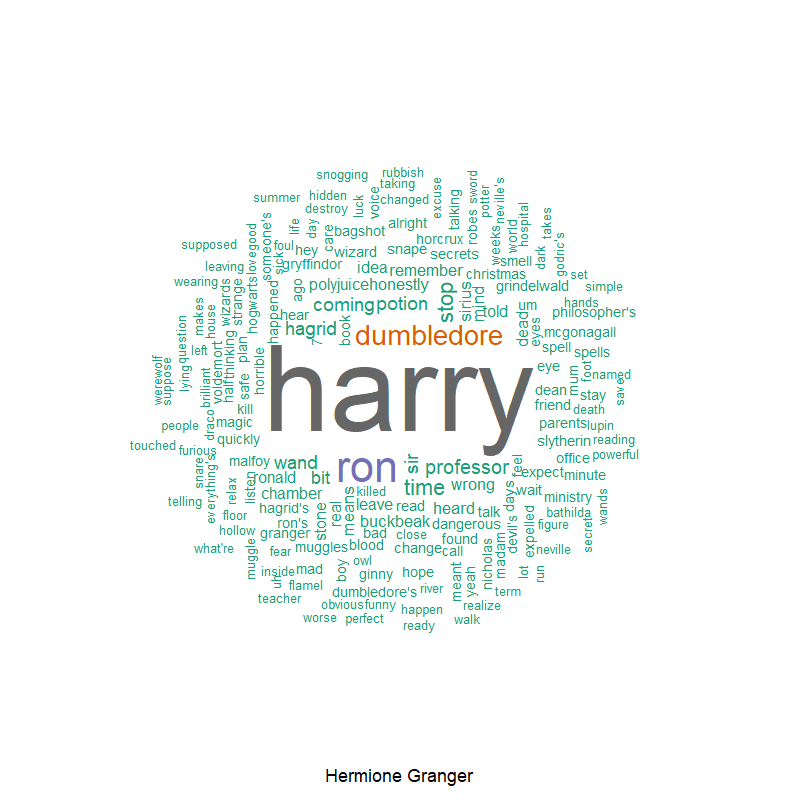 snogging
rubbish
taking
summer
hidden
luck
voice
changed
excuse
talking
sword
potter
neville's
destroy
robes
hospital
life
day
care
bagshot
alright
horcrux
weeks
world
takes
supposed
someone's
foul
hey
wizard
snape
secrets
smell
dark
godric's
lovegood
sick
gryffindor
idea
remember
christmas
set
leaving
wearing
hogwarts
strange
wizards
ago
polyjuice
honestly
stop
sirius
mind
grindelwald
simple
hands
makes
house
happened
hear
hagrid
coming
potion
told
um
dead
eyes
philosopher's
mcgonagall
question
left
halfthinking
plan
7
book
dumbledore
spell
spells
werewolf
suppose
lying
brilliant
voldemort
safe
horrible
harry
eye
mum
foot
named
save
kill
dean
stay
death
draco
magic
friend
parents
lupin
people
quickly
slytherin
reading
touched
furious
malfoy
wand
ron
sir
professor
feel
office
powerful
snare
everything's
ronald
bit
time
wrong
expect
minute
telling
relax
listen
chamber
killed
days
wait
ministry
wands
hagrid's
stone
real
means
leave
read
heard
talk
devil's
expelled
bathilda
floor
ron's
buckbeak
dangerous
figure
hollow
granger
bad
close
found
secret
what're
fear
muggles
blood
change
call
madam
neville
muggle
inside
mad
boy
owl
ginny
hope
meant
yeah
nicholas
lot
run
uh
flamel
dumbledore's
river
term
teacher
obvious
funny
happen
realize
worse
perfect
ready
walk
Hermione Granger